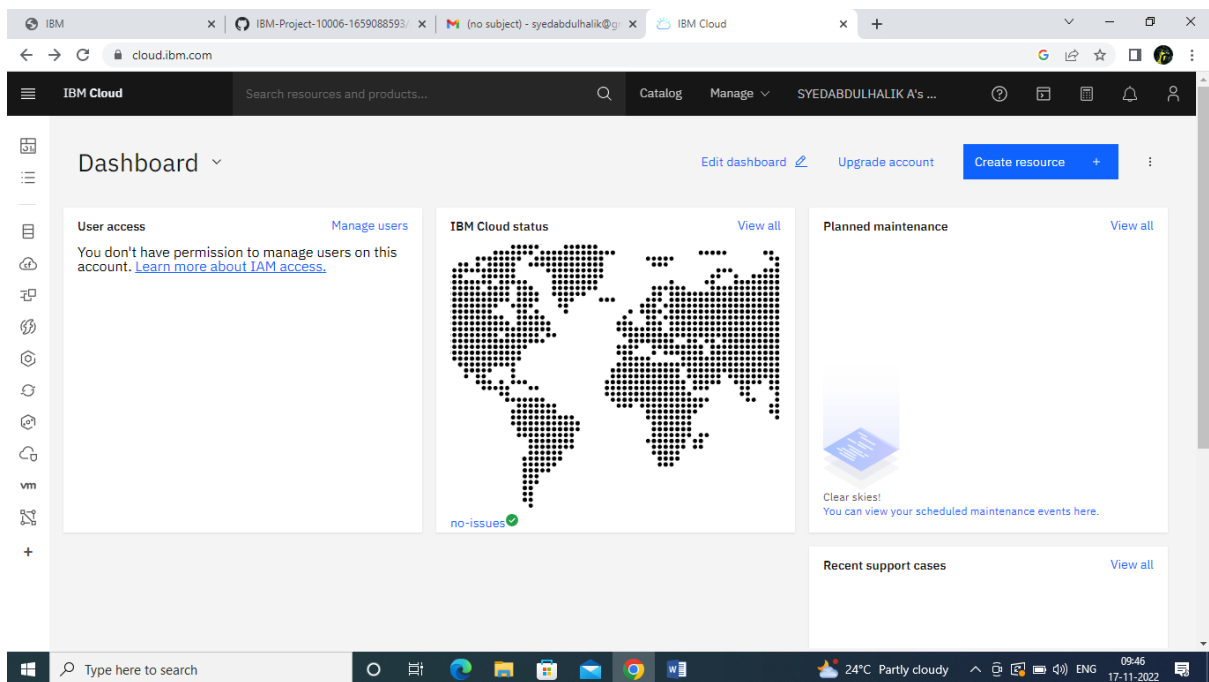 IBM
IBM-Project-10006-1659088593/
(no subject) - syedabdulhalik@g
IBM Cloud
cloud.ibm.com
IBM Cloud
Search resources and products...
Catalog
Manage
SYEDABDULHALIK A's ...
Dashboard
Edit dashboard
Upgrade account
Create resource +
User access
Manage users
You don't have permission to manage users on this
account. Learn more about IAM access.
IBM Cloud status
View all
no-issues
Planned maintenance
View all
Clear skies!
You can view your scheduled maintenance events here.
Recent support cases
View all
cf
vm
Type here to search
24°C Partly cloudy
ENG
09:46
17-11-2022